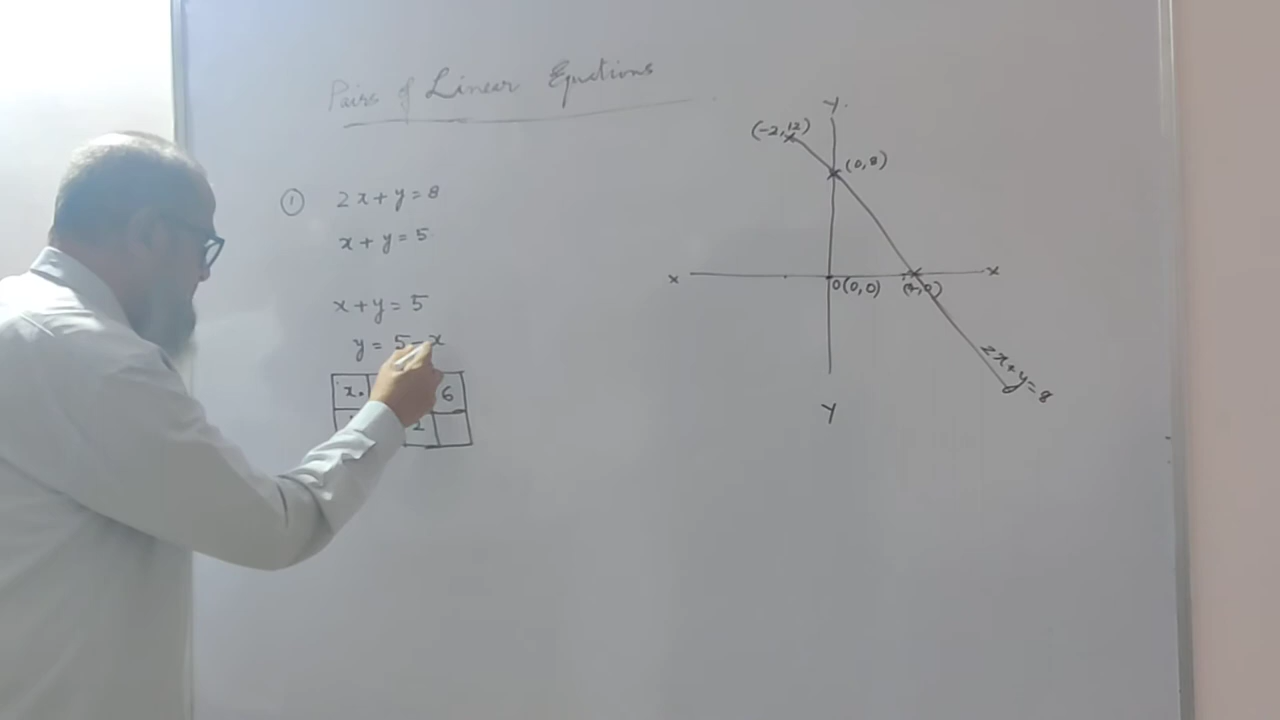 Pairs of Linear Equations
① 2x + y = 8
x + y = 5
x + y = 5
y = 5 - x
x 6
2
Y
(-2,12)
(0,8)
x x
O(0,0) (4,0)
2x+y=8
Y